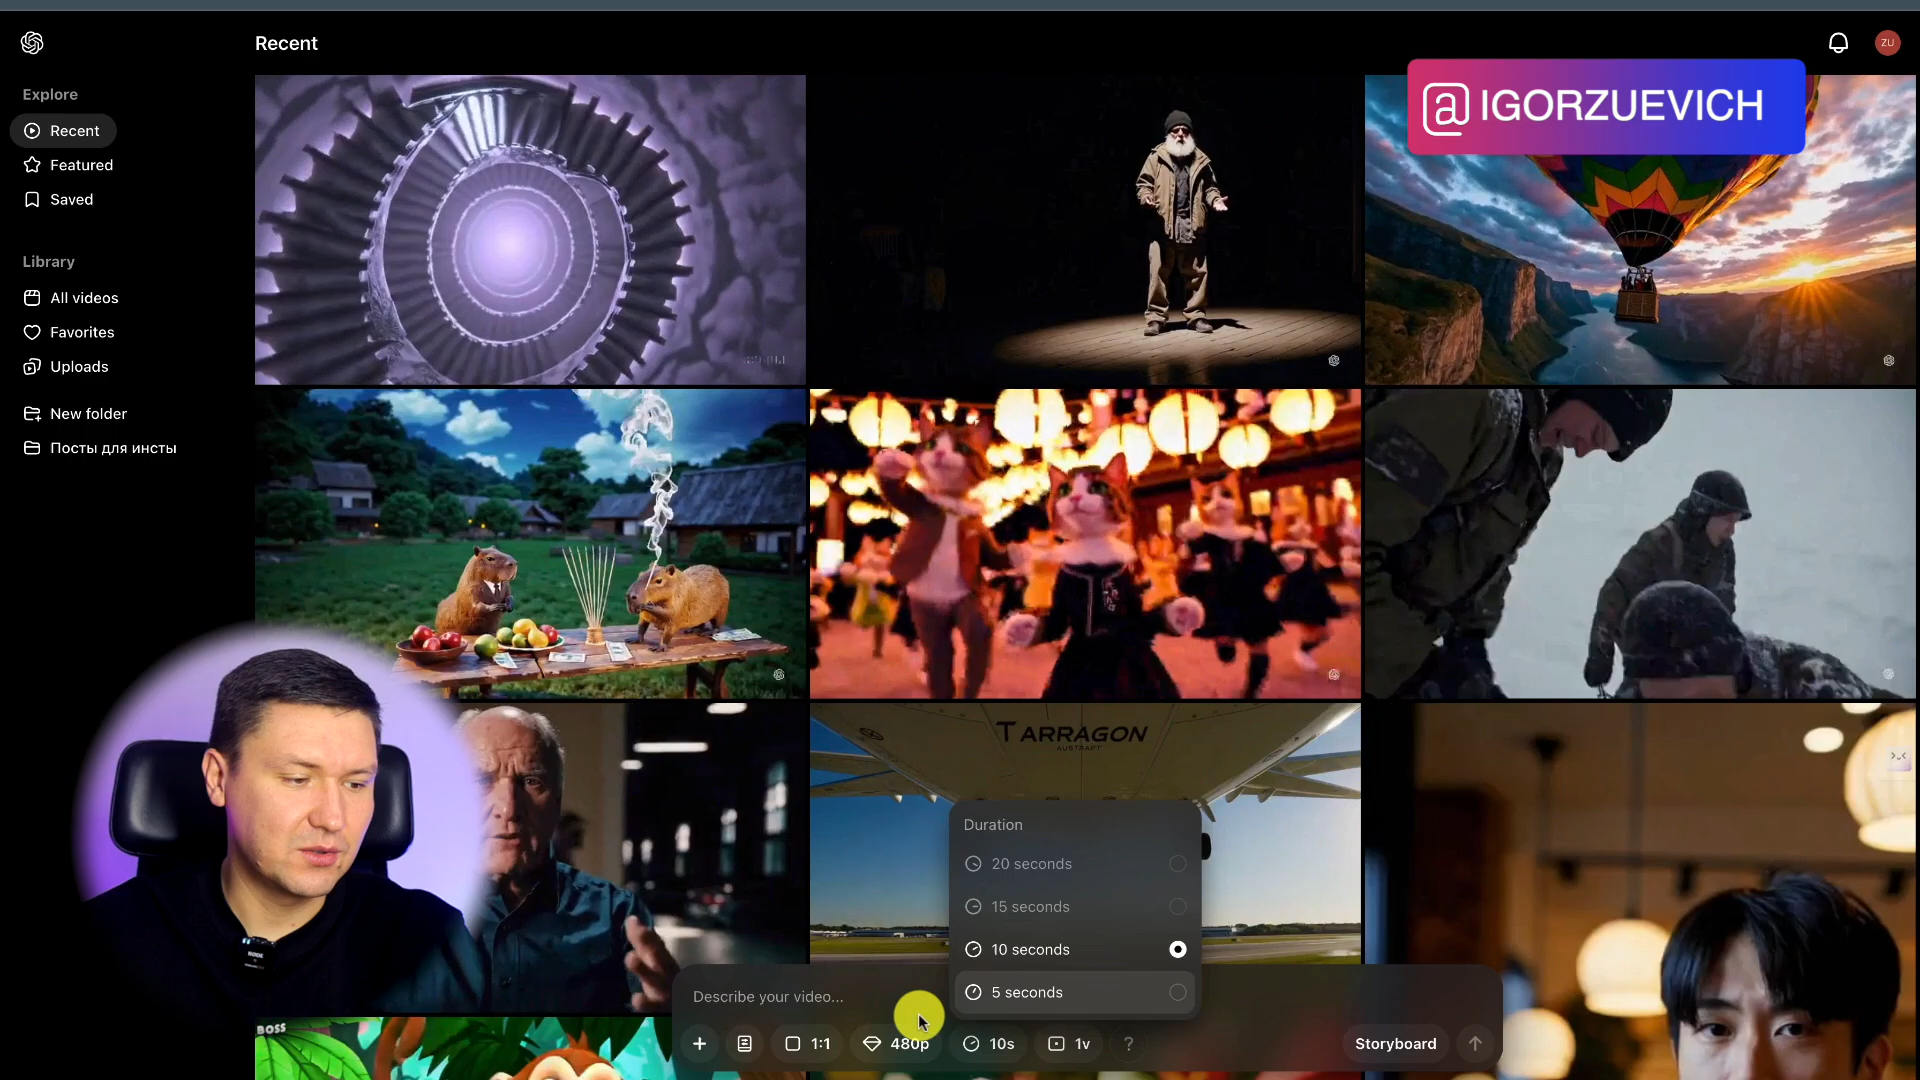 Recent
ZU
@IGORZUEVICH
Explore
Recent
Featured
Saved
Library
All videos
Favorites
Uploads
New folder
Посты для инсты
TARRAGON
Duration
20 seconds
15 seconds
10 seconds
5 seconds
Describe your video...
1:1
480p
10s
1v
?
Storyboard
BOSS